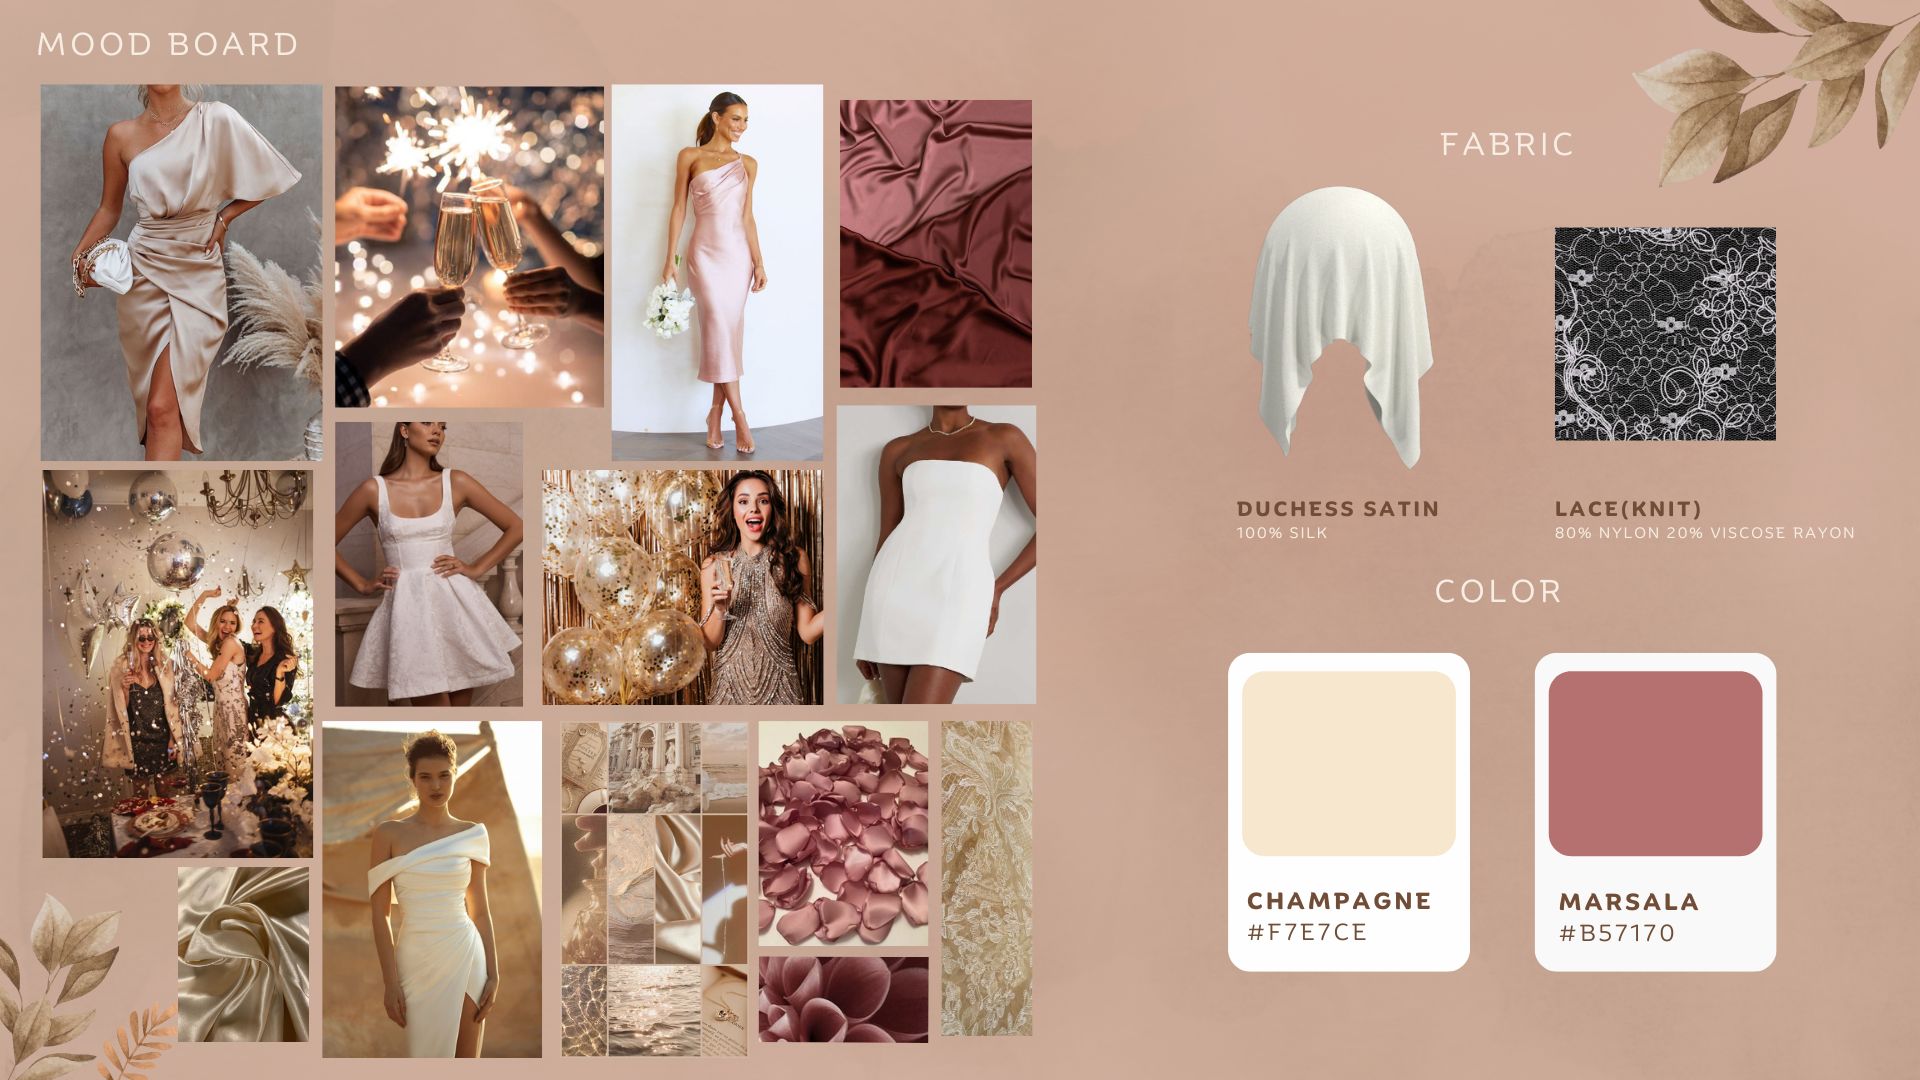 MOOD BOARD
FABRIC
DUCHESS SATIN
100% SILK
LACE(KNIT)
80% NYLON 20% VISCOSE RAYON
COLOR
CHAMPAGNE
#F7E7CE
MARSALA
#B57170